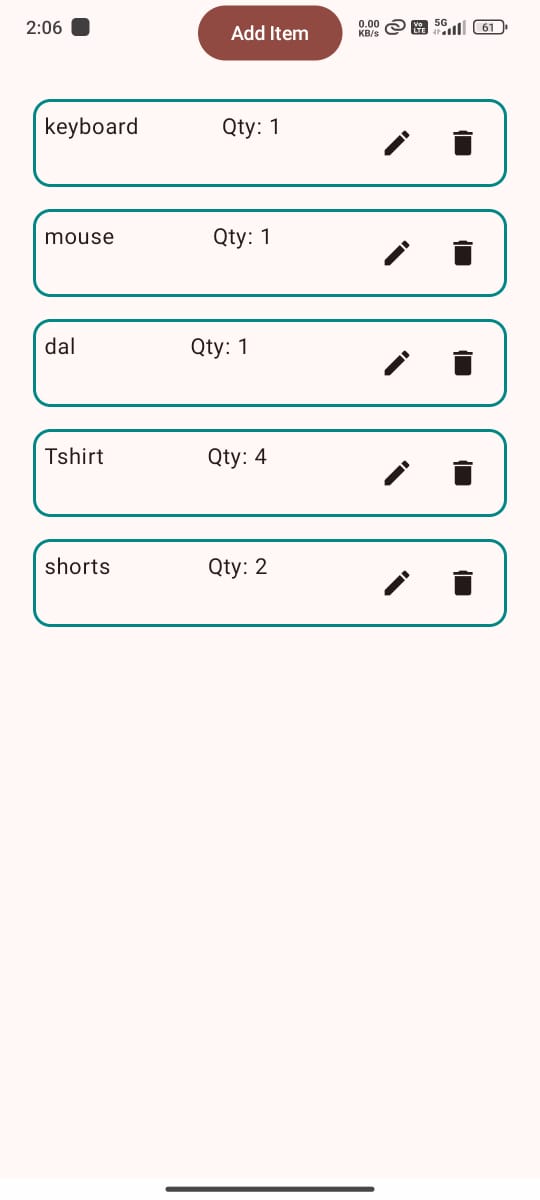 2:06 Add Item 0.00 KB/s Vo LTE 5G 61
keyboard Qty: 1
mouse Qty: 1
dal Qty: 1
Tshirt Qty: 4
shorts Qty: 2